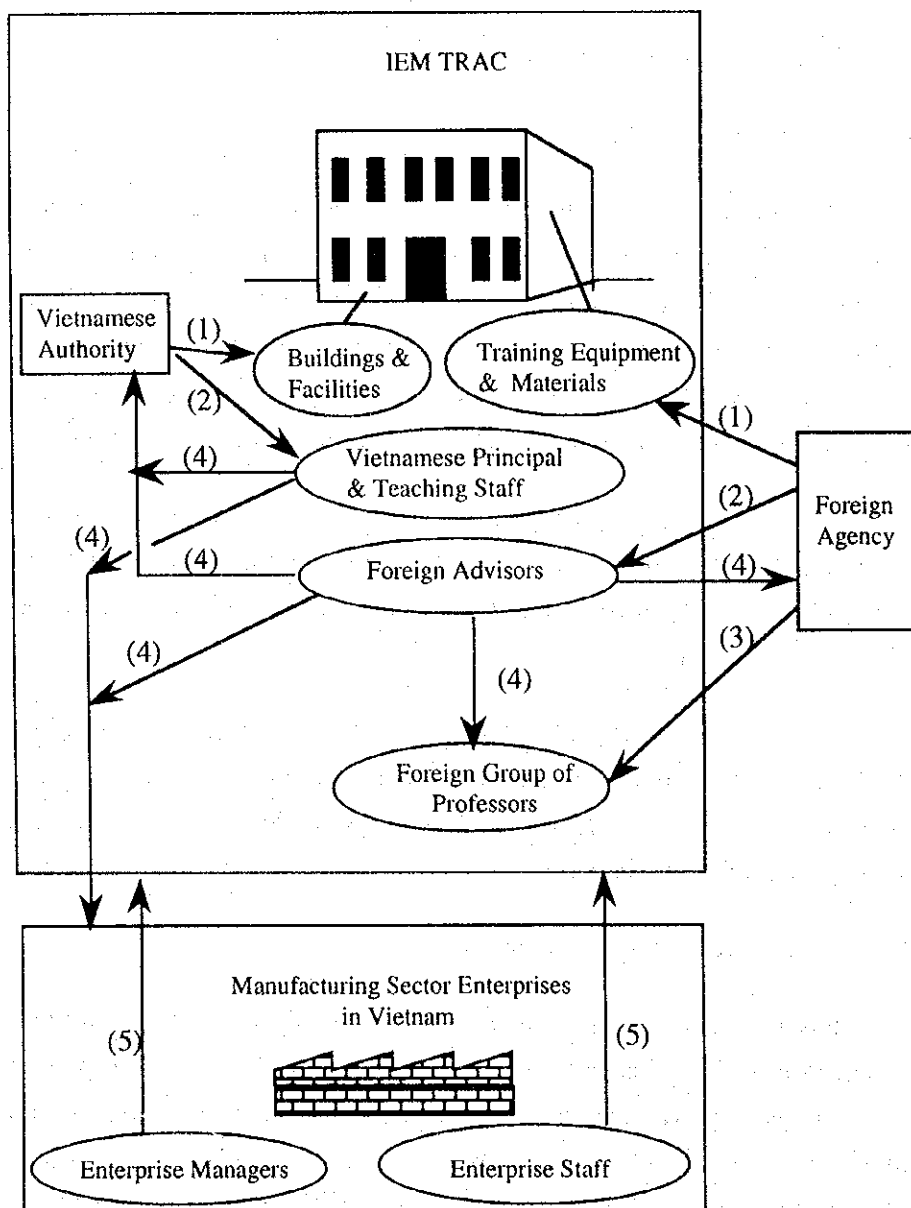 IEM TRAC
Vietnamese
Authority
(1)
(2)
Buildings &
Facilities
Training Equipment
& Materials
(1)
(4)
Vietnamese Principal
& Teaching Staff
(2)
Foreign
Agency
(4)
(4)
Foreign Advisors
(4)
(4)
(4)
(3)
Foreign Group of
Professors
Manufacturing Sector Enterprises
in Vietnam
(5)
(5)
Enterprise Managers
Enterprise Staff